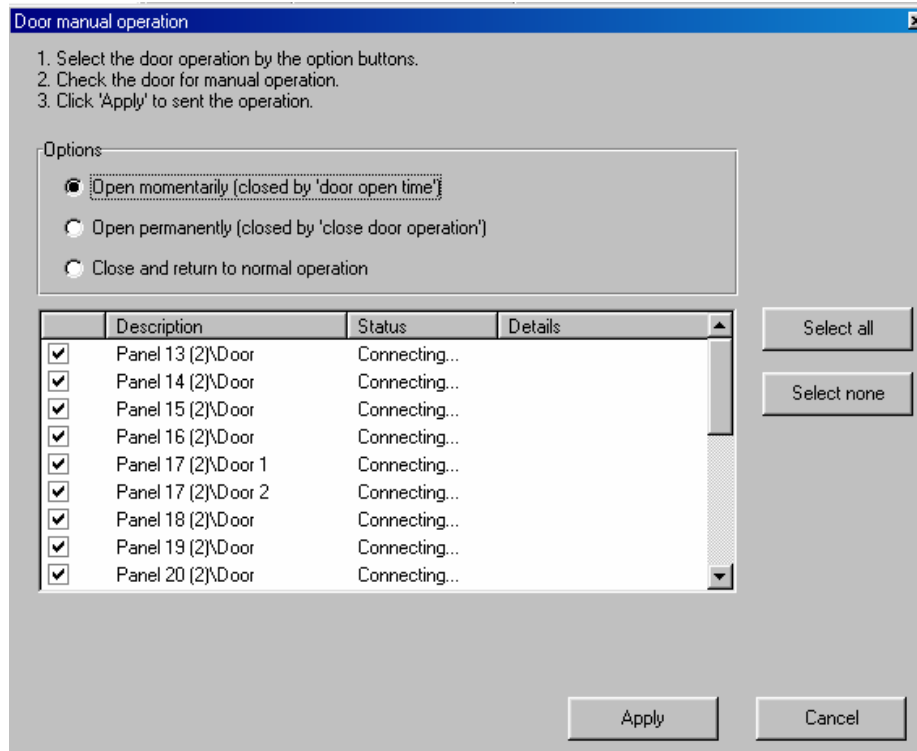 Door manual operation
1. Select the door operation by the option buttons.
2. Check the door for manual operation.
3. Click 'Apply' to sent the operation.
Options
Open momentarily (closed by 'door open time')
Open permanently (closed by 'close door operation')
Close and return to normal operation
Description Status Details
Panel 13 (2)\Door Connecting...
Panel 14 (2)\Door Connecting...
Panel 15 (2)\Door Connecting...
Panel 16 (2)\Door Connecting...
Panel 17 (2)\Door 1 Connecting...
Panel 17 (2)\Door 2 Connecting...
Panel 18 (2)\Door Connecting...
Panel 19 (2)\Door Connecting...
Panel 20 (2)\Door Connecting...
Select all
Select none
Apply Cancel